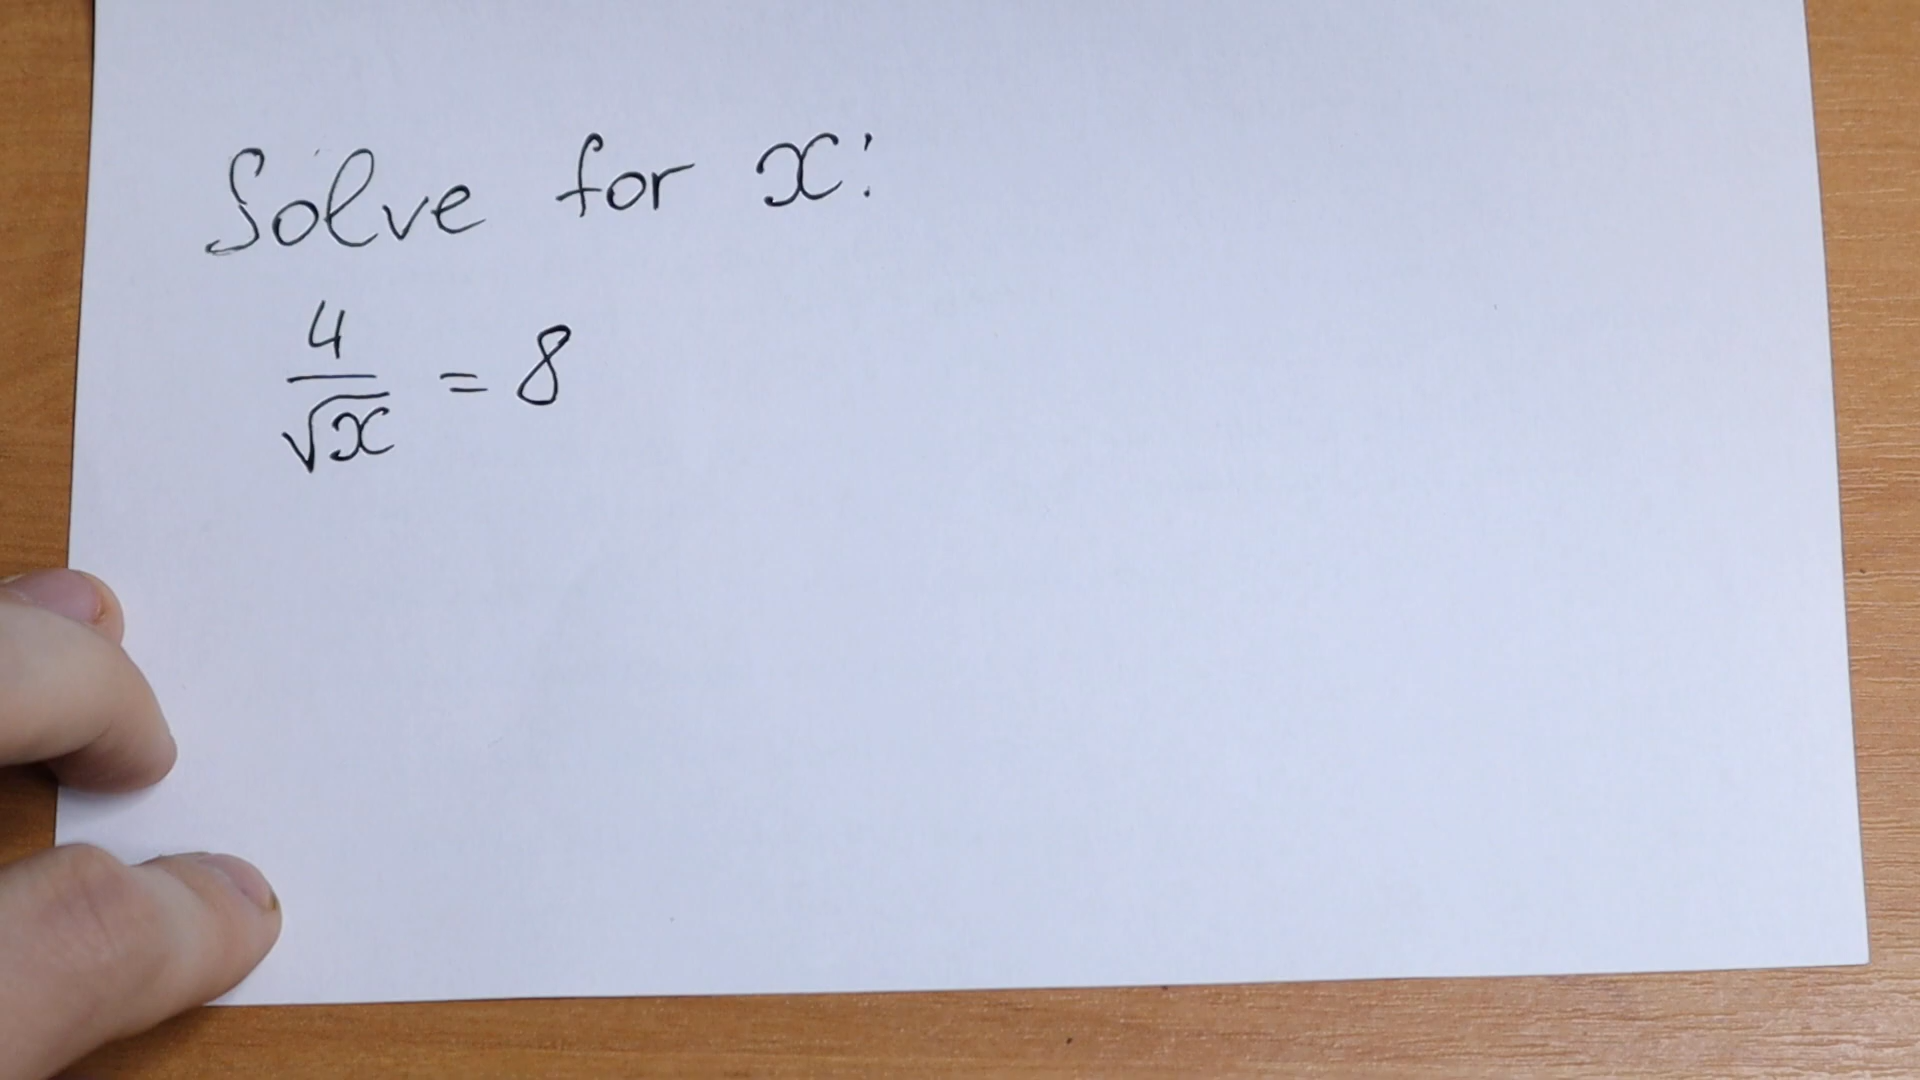 Solve for x:
4/√x = 8